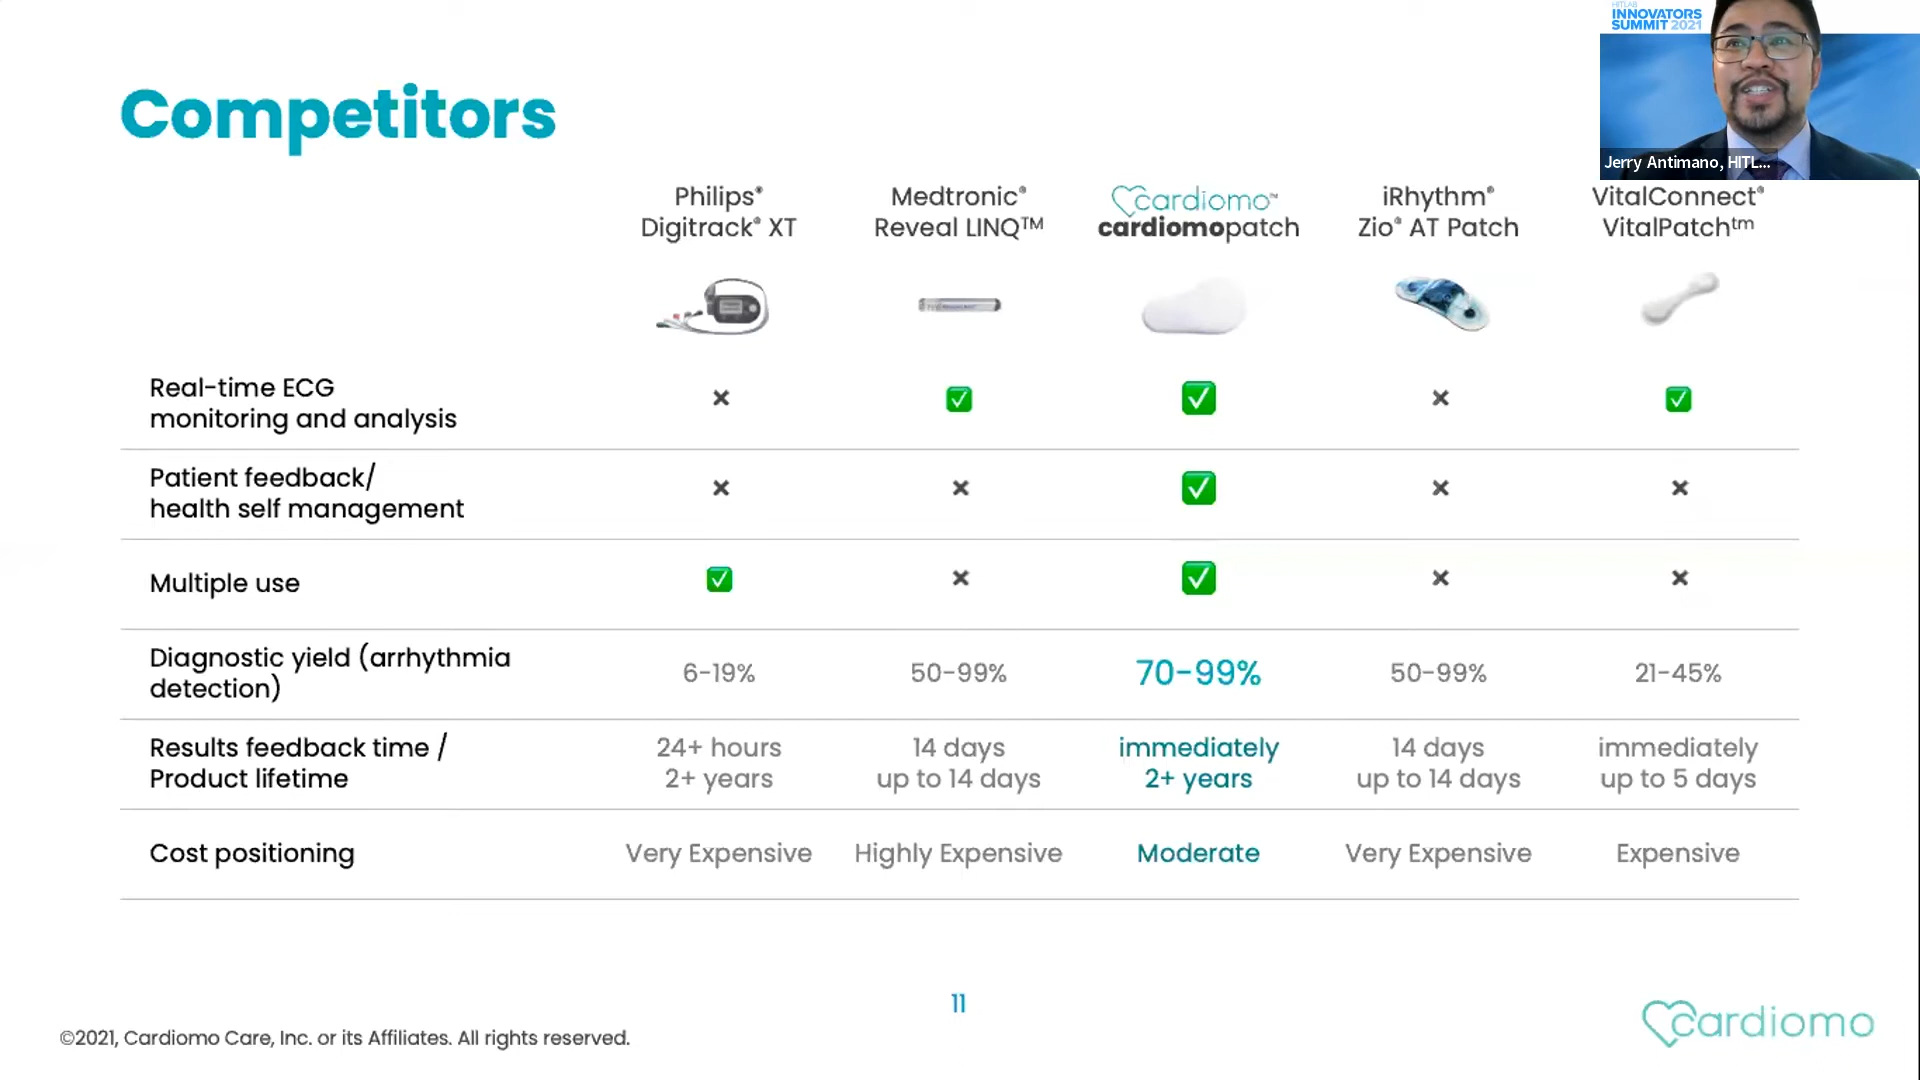 HITLAB
INNOVATORS
SUMMIT 2021
Jerry Antimano, HITL...
Competitors
Philips®
Digitrack® XT
Medtronic®
Reveal LINQ™
cardiomo™
cardiomopatch
iRhythm®
Zio® AT Patch
VitalConnect®
VitalPatchtm
Real-time ECG
monitoring and analysis
Patient feedback/
health self management
Multiple use
Diagnostic yield (arrhythmia
detection)
6-19%
50-99%
70-99%
50-99%
21-45%
Results feedback time /
Product lifetime
24+ hours
2+ years
14 days
up to 14 days
immediately
2+ years
14 days
up to 14 days
immediately
up to 5 days
Cost positioning
Very Expensive
Highly Expensive
Moderate
Very Expensive
Expensive
11
©2021, Cardiomo Care, Inc. or its Affiliates. All rights reserved.
cardiomo